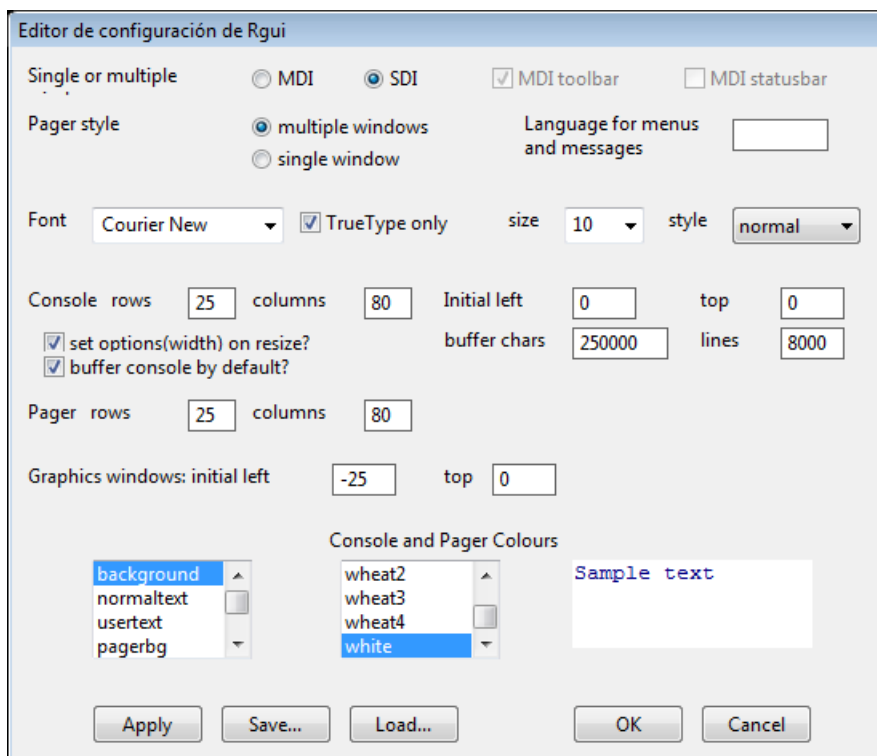 Editor de configuración de Rgui
Single or multiple MDI SDI MDI toolbar MDI statusbar
Pager style multiple windows Language for menus
and messages
single window
Font Courier New TrueType only size 10 style normal
Console rows 25 columns 80 Initial left 0 top 0
set options(width) on resize? buffer chars 250000 lines 8000
buffer console by default?
Pager rows 25 columns 80
Graphics windows: initial left -25 top 0
Console and Pager Colours
background wheat2 Sample text
normaltext wheat3
usertext wheat4
pagerbg white
Apply Save... Load... OK Cancel